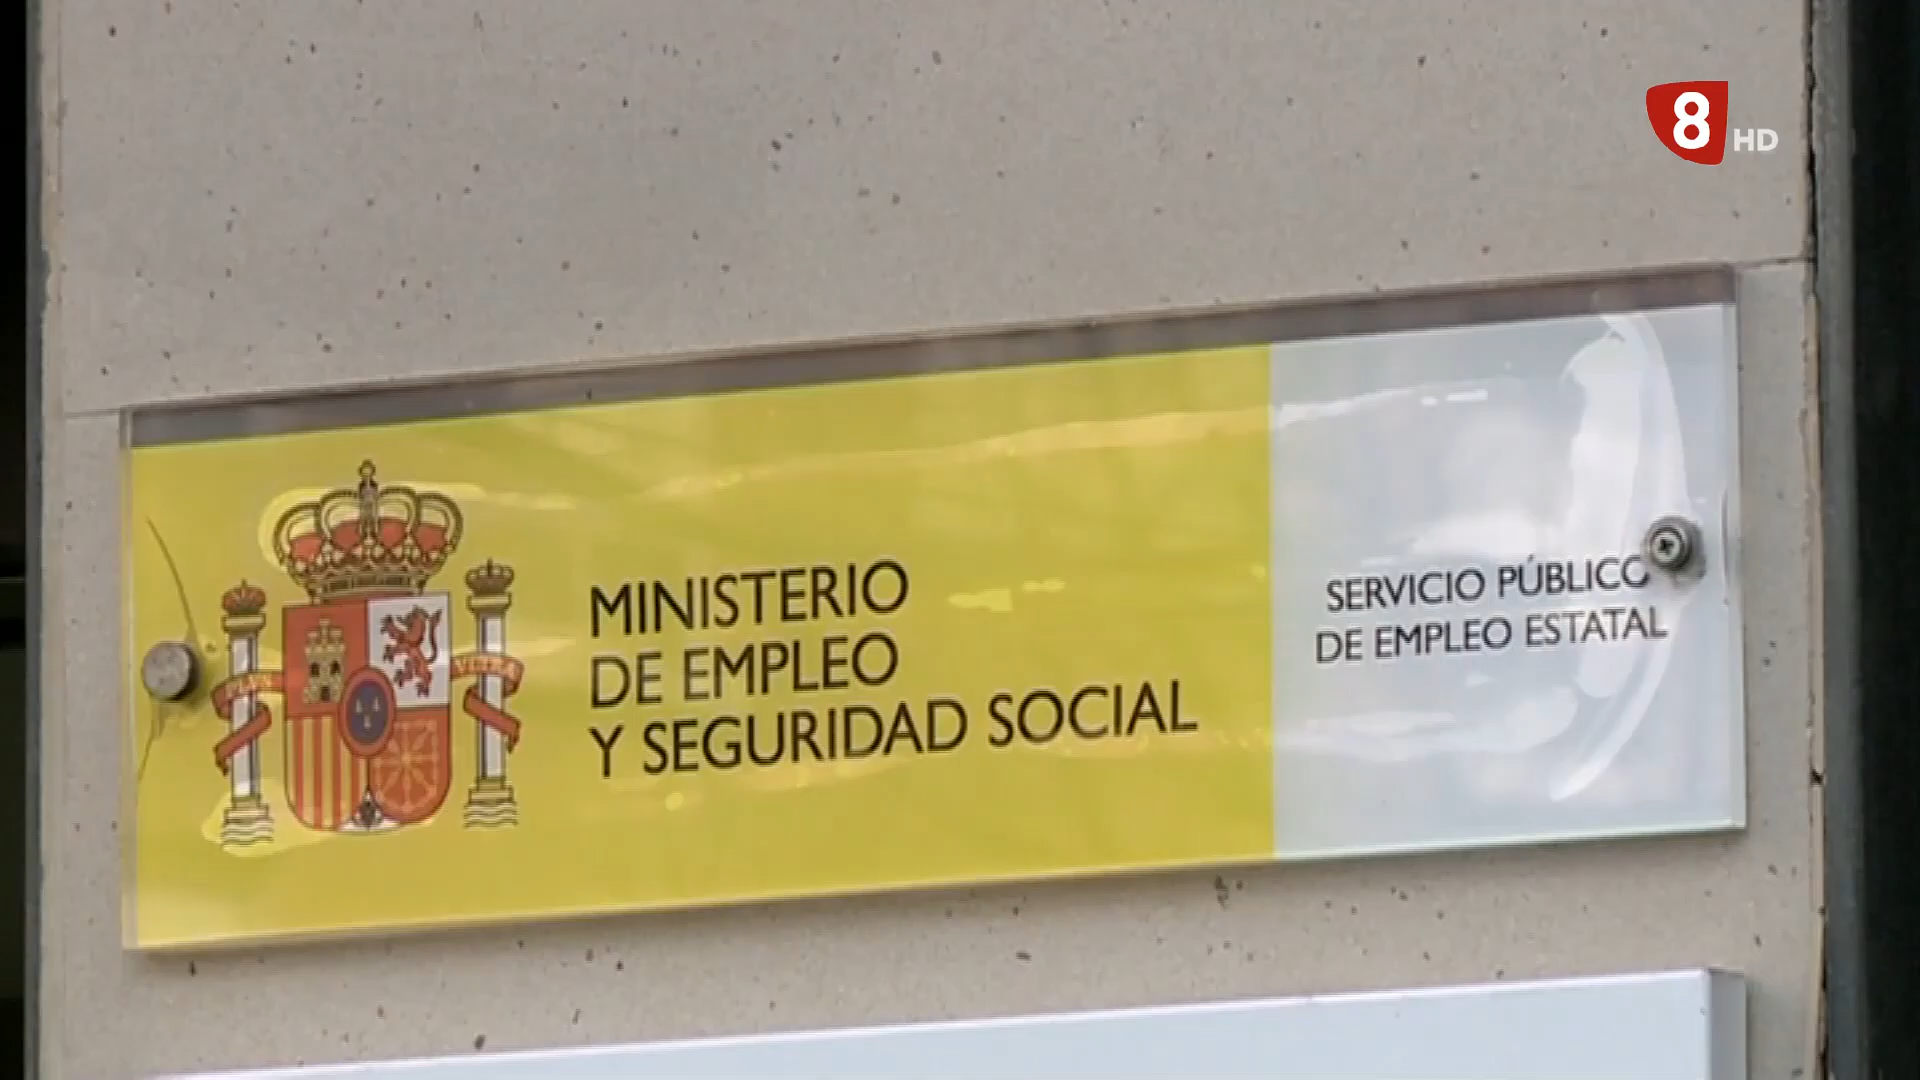 8 HD
MINISTERIO
DE EMPLEO
Y SEGURIDAD SOCIAL
SERVICIO PÚBLICO
DE EMPLEO ESTATAL